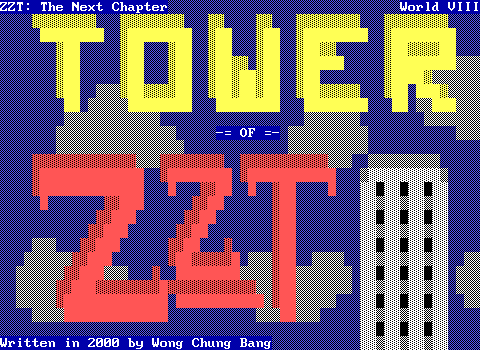 ZZT: The Next Chapter World VIII
TOWER
-= OF =-
ZZT
Written in 2000 by Wong Chung Bang